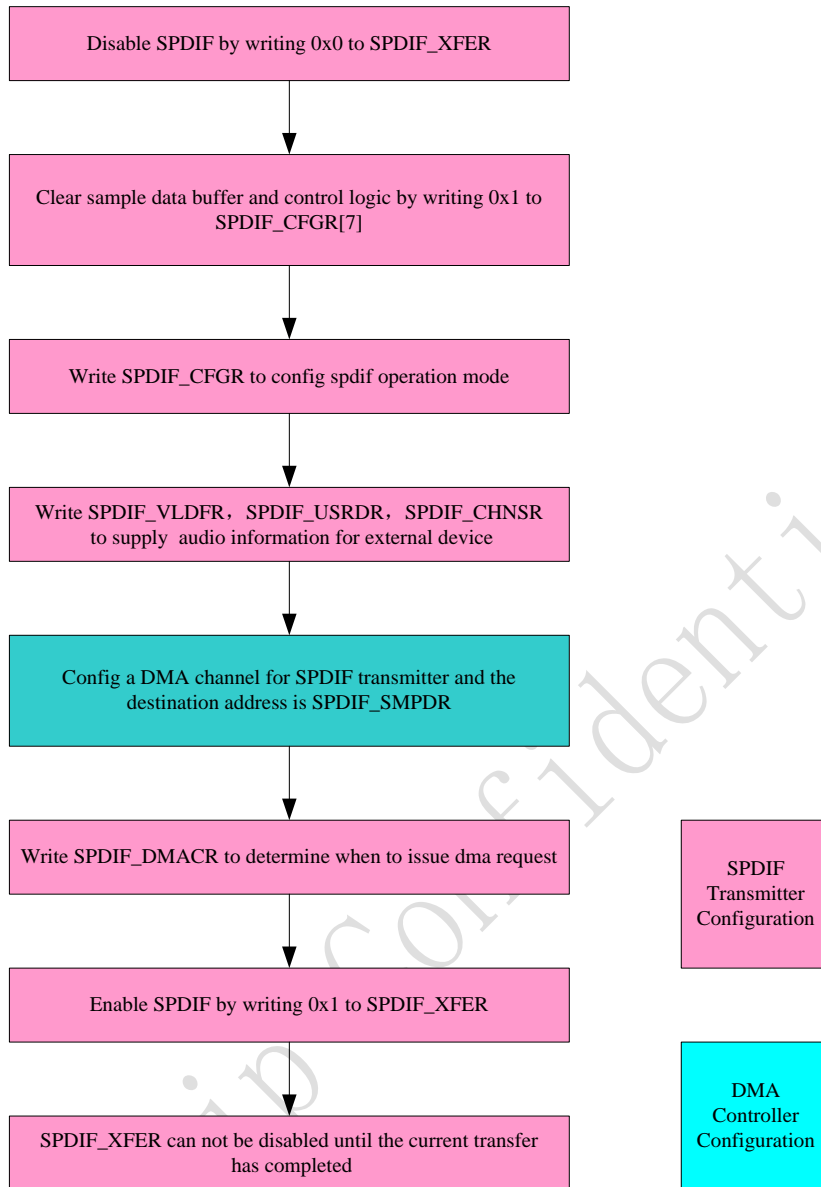 Disable SPDIF by writing 0x0 to SPDIF_XFER
Clear sample data buffer and control logic by writing 0x1 to
SPDIF_CFGR[7]
Write SPDIF_CFGR to config spdif operation mode
Write SPDIF_VLDFR，SPDIF_USRDR，SPDIF_CHNSR
to supply audio information for external device
Config a DMA channel for SPDIF transmitter and the
destination address is SPDIF_SMPDR
Write SPDIF_DMACR to determine when to issue dma request
SPDIF
Transmitter
Configuration
Enable SPDIF by writing 0x1 to SPDIF_XFER
SPDIF_XFER can not be disabled until the current transfer
has completed
DMA
Controller
Configuration
ip Confidenti